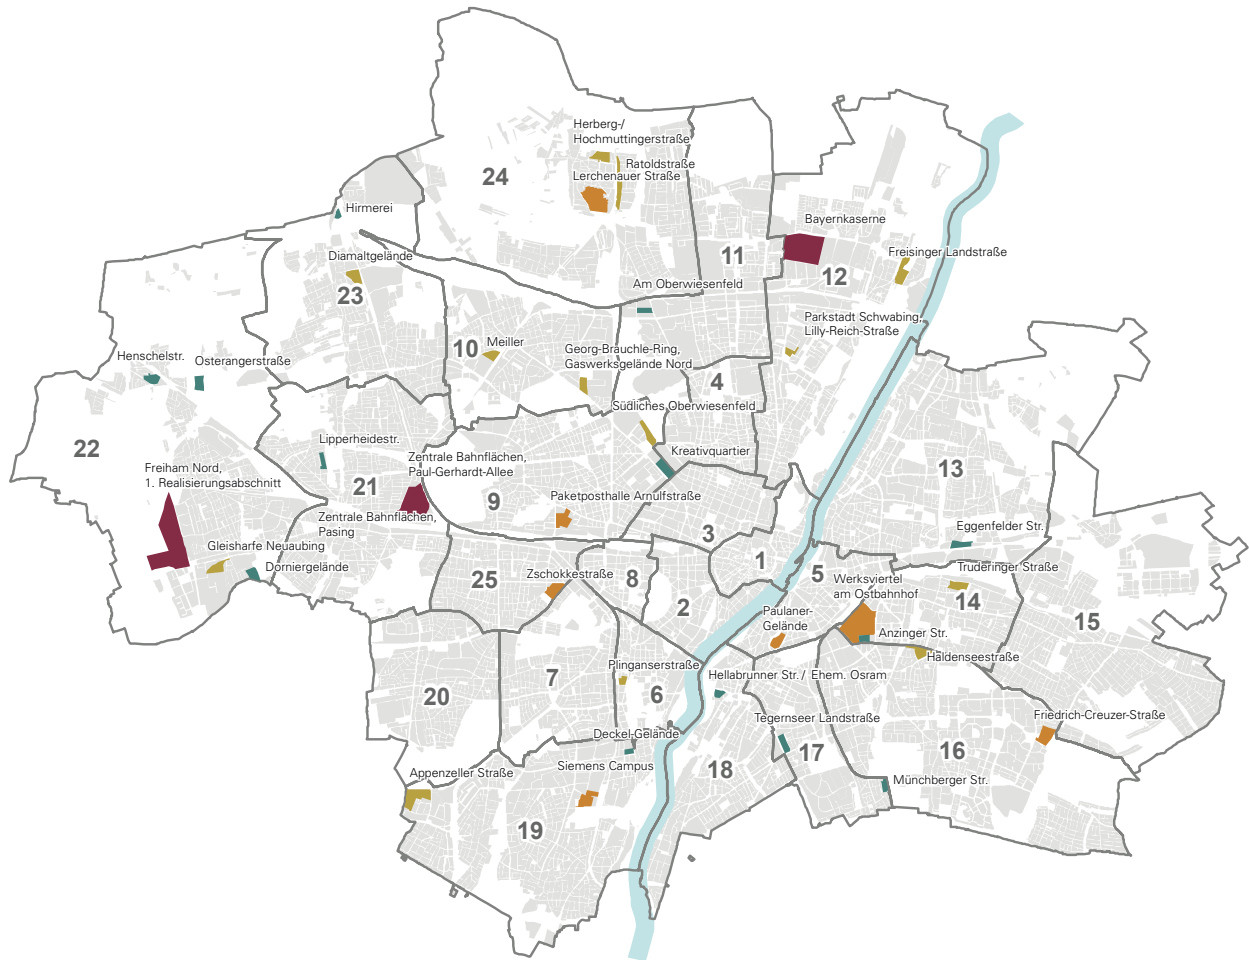 Herberg-/
Hochmuttingerstraße
Ratoldstraße
Lerchenauer Straße
24
Hirmerei
Bayernkaserne
Diamaltgelände
11
12
Freisinger Landstraße
23
Am Oberwiesenfeld
Parkstadt Schwabing,
Lilly-Reich-Straße
10
Meiller
Georg-Brauchle-Ring,
Gaswerksgelände Nord
Henschelstr.
Osterangerstraße
4
Südliches Oberwiesenfeld
22
Lipperheidestr.
Kreativquartier
Zentrale Bahnflächen,
Paul-Gerhardt-Allee
13
Freiham Nord,
1. Realisierungsabschnitt
21
9
Paketposthalle Arnulfstraße
Zentrale Bahnflächen,
Pasing
3
Eggenfelder Str.
Gleisharfe Neuaubing
Dorniergelände
25
Zschokkestraße
8
1
5
Truderinger Straße
Werksviertel
am Ostbahnhof
14
2
Paulaner-
Gelände
15
Anzinger Str.
Haldenseestraße
Plinganserstraße
7
6
20
Hellabrunner Str. / Ehem. Osram
Tegernseer Landstraße
Friedrich-Creuzer-Straße
Deckel-Gelände
17
16
Siemens Campus
18
Appenzeller Straße
Münchberger Str.
19